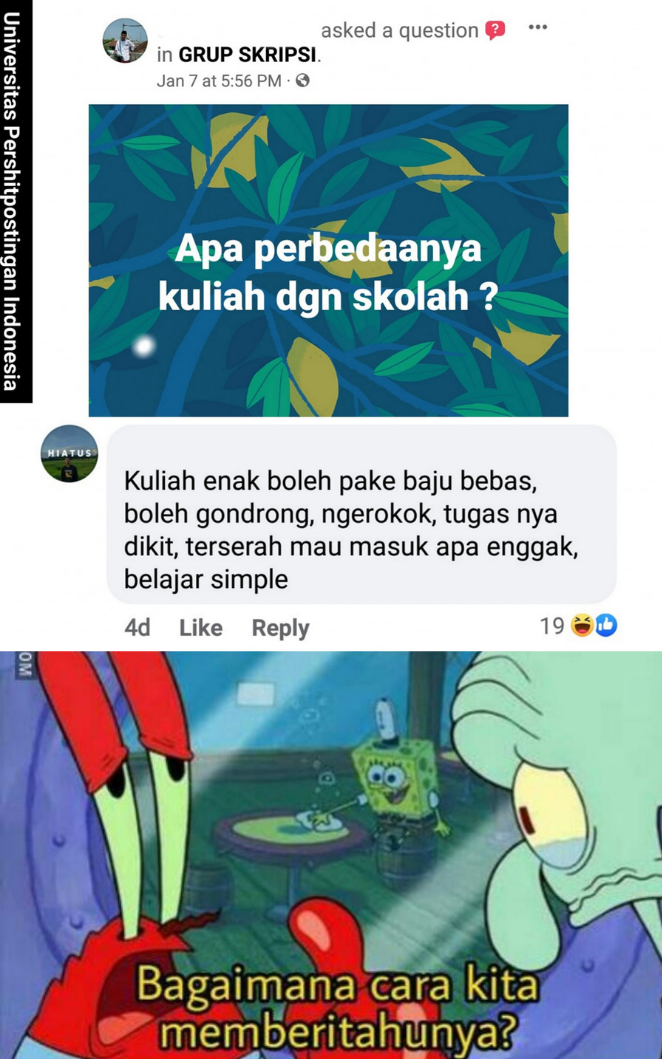 Universitas Pershitpostingan Indonesia
asked a question
in GRUP SKRIPSI.
Jan 7 at 5:56 PM ·
Apa perbedaanya
kuliah dgn skolah ?
HIATUS
Kuliah enak boleh pake baju bebas,
boleh gondrong, ngerokok, tugas nya
dikit, terserah mau masuk apa enggak,
belajar simple
4d Like Reply
19
OM
Bagaimana cara kita
memberitahunya?